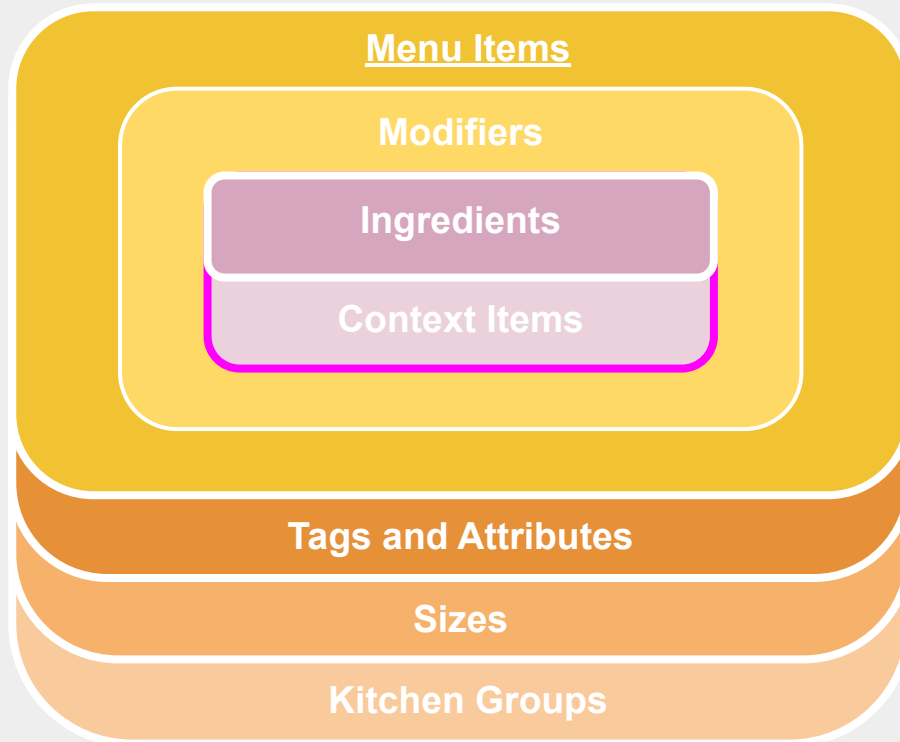 Menu Items
Modifiers
Ingredients
Context Items
Tags and Attributes
Sizes
Kitchen Groups